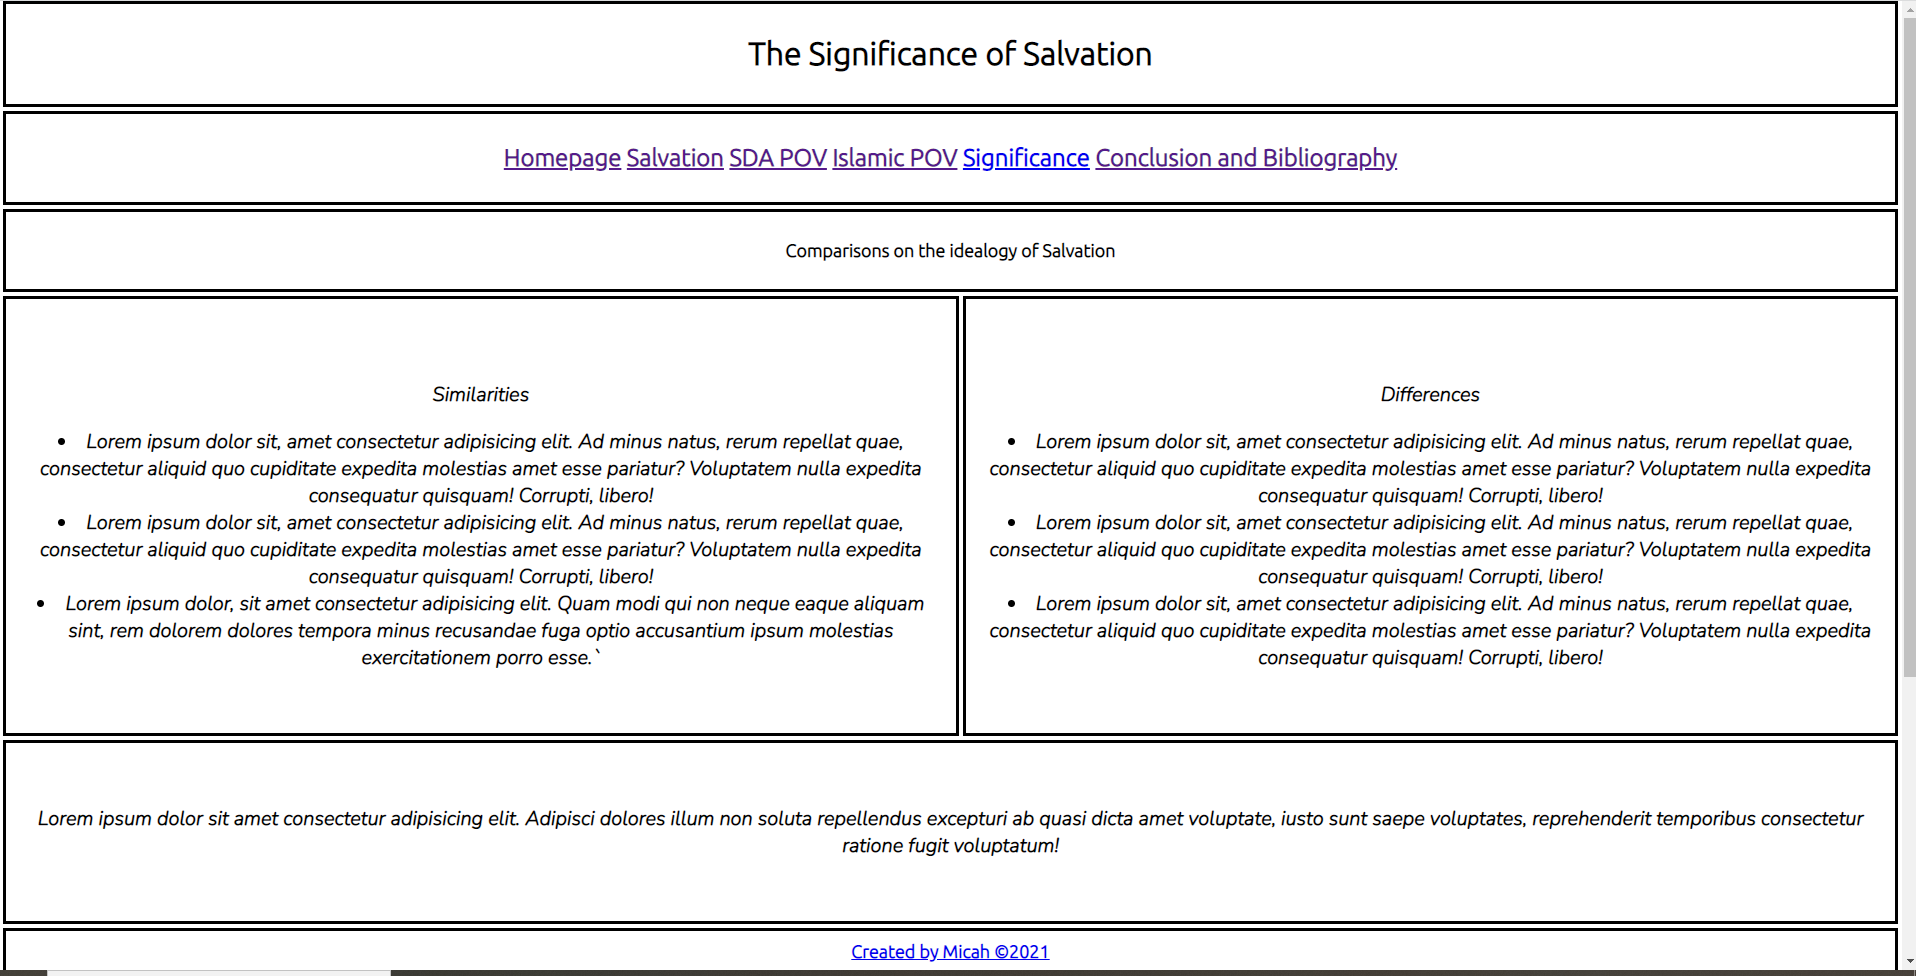 The Significance of Salvation
Homepage Salvation SDA POV Islamic POV Significance Conclusion and Bibliography
Comparisons on the idealogy of Salvation
Similarities
• Lorem ipsum dolor sit, amet consectetur adipisicing elit. Ad minus natus, rerum repellat quae,
consectetur aliquid quo cupiditate expedita molestias amet esse pariatur? Voluptatem nulla expedita
consequatur quisquam! Corrupti, libero!
• Lorem ipsum dolor sit, amet consectetur adipisicing elit. Ad minus natus, rerum repellat quae,
consectetur aliquid quo cupiditate expedita molestias amet esse pariatur? Voluptatem nulla expedita
consequatur quisquam! Corrupti, libero!
• Lorem ipsum dolor, sit amet consectetur adipisicing elit. Quam modi qui non neque eaque aliquam
sint, rem dolorem dolores tempora minus recusandae fuga optio accusantium ipsum molestias
exercitationem porro esse.`
Differences
• Lorem ipsum dolor sit, amet consectetur adipisicing elit. Ad minus natus, rerum repellat quae,
consectetur aliquid quo cupiditate expedita molestias amet esse pariatur? Voluptatem nulla expedita
consequatur quisquam! Corrupti, libero!
• Lorem ipsum dolor sit, amet consectetur adipisicing elit. Ad minus natus, rerum repellat quae,
consectetur aliquid quo cupiditate expedita molestias amet esse pariatur? Voluptatem nulla expedita
consequatur quisquam! Corrupti, libero!
• Lorem ipsum dolor sit, amet consectetur adipisicing elit. Ad minus natus, rerum repellat quae,
consectetur aliquid quo cupiditate expedita molestias amet esse pariatur? Voluptatem nulla expedita
consequatur quisquam! Corrupti, libero!
Lorem ipsum dolor sit amet consectetur adipisicing elit. Adipisci dolores illum non soluta repellendus excepturi ab quasi dicta amet voluptate, iusto sunt saepe voluptates, reprehenderit temporibus consectetur
ratione fugit voluptatum!
Created by Micah ©2021